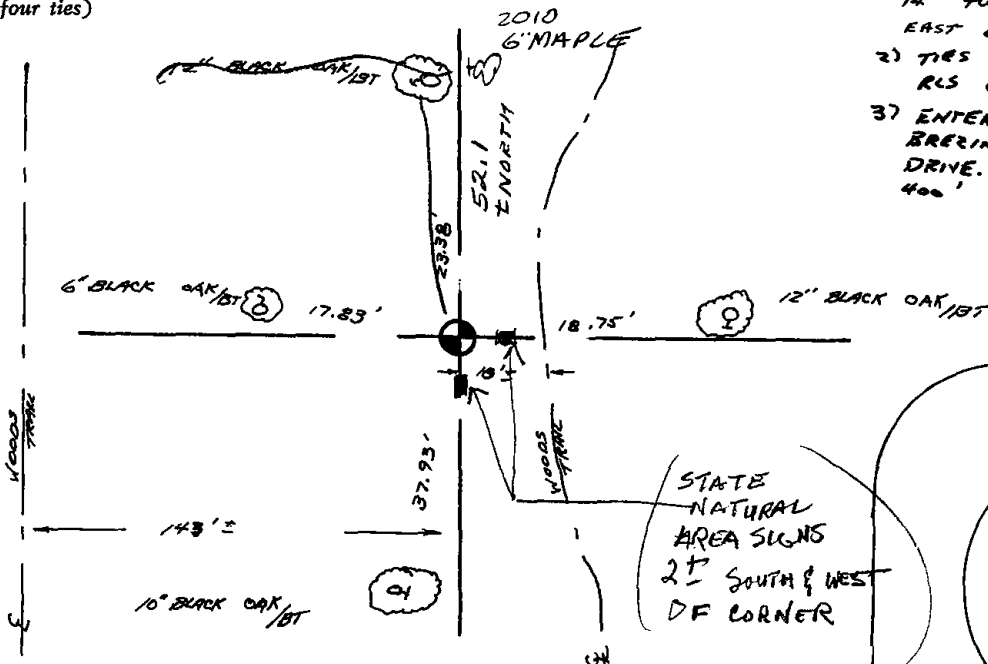 four ties)
2010
6" MAPLE
12" BLACK OAK/BT
52.1
NORTH
23.38'
EAST
2) TIES
RLS
3) ENTER
DRIVE.
400'
6" BLACK OAK/BT
17.83'
18.75'
12" BLACK OAK/BT
WOODS
TRAIL
37.93'
WOODS
TRAIL
143'±
10" BLACK OAK/BT
STATE
NATURAL
AREA SIGNS
2± SOUTH & WEST
OF CORNER